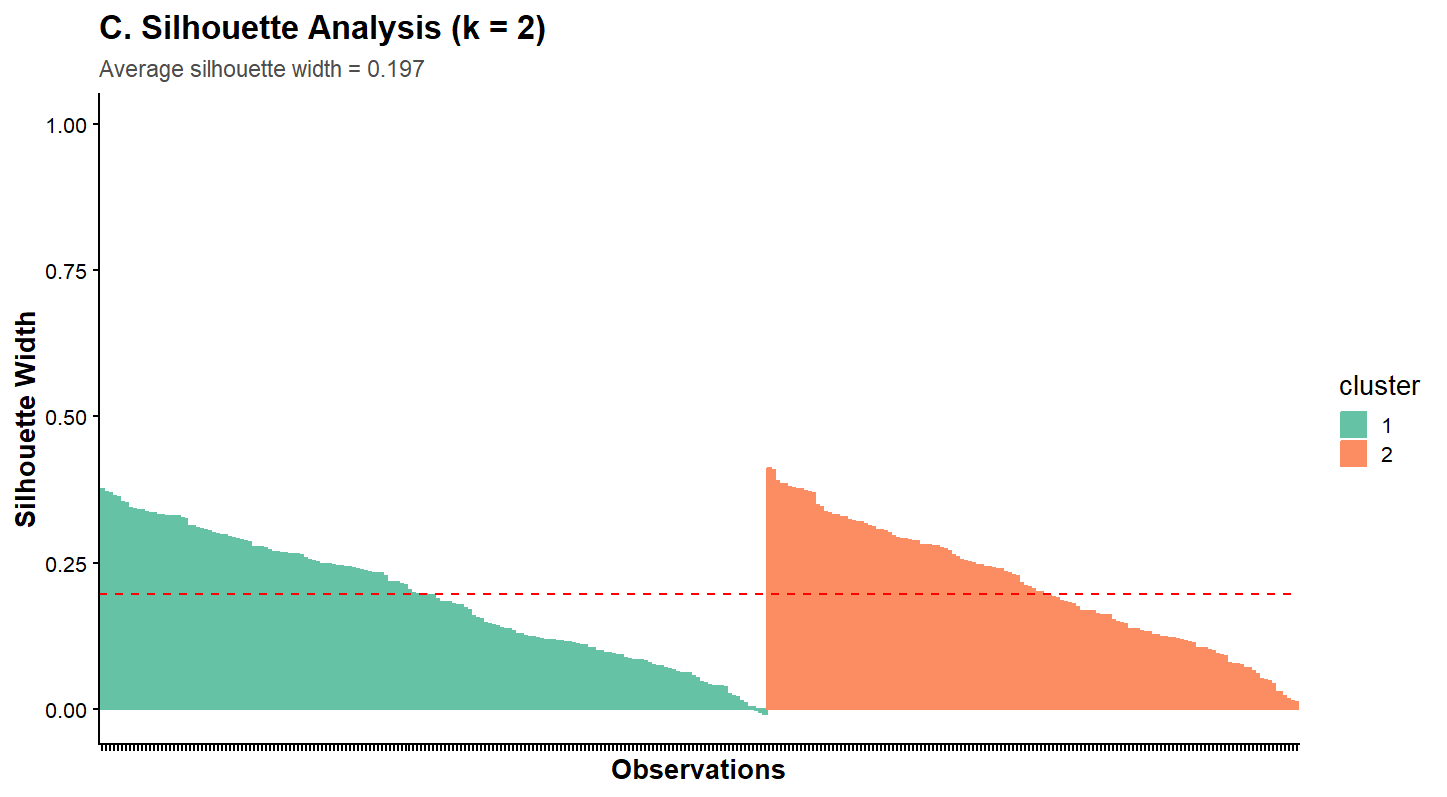 C. Silhouette Analysis (k = 2)
Average silhouette width = 0.197
1.00
0.75
0.50
0.25
0.00
Silhouette Width
Observations
cluster
1
2